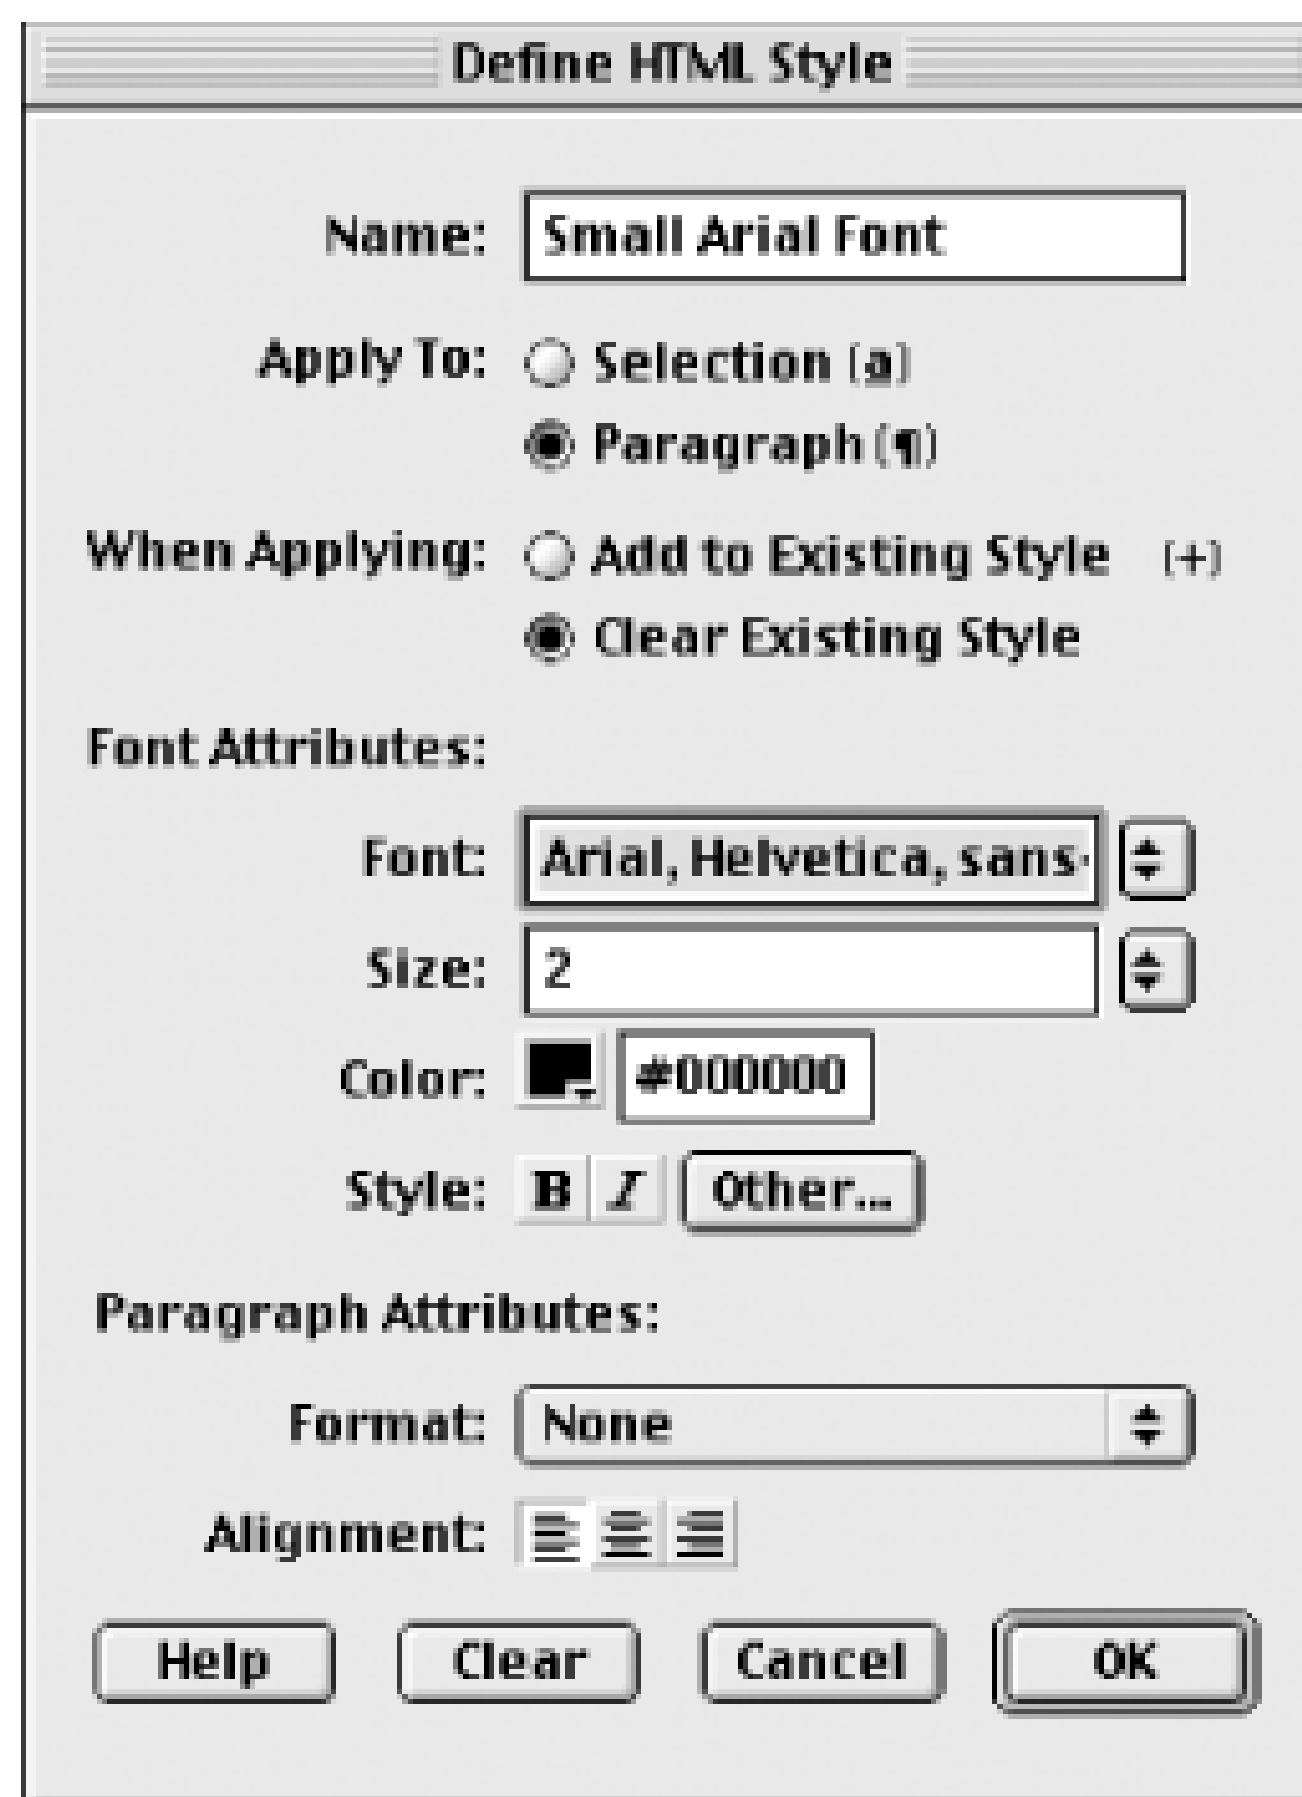 Define HTML Style
Name: Small Arial Font
Apply To: Selection (a)
Paragraph (¶)
When Applying: Add to Existing Style (+)
Clear Existing Style
Font Attributes:
Font: Arial, Helvetica, sans-
Size: 2
Color: #000000
Style: B I Other...
Paragraph Attributes:
Format: None
Alignment:
Help Clear Cancel OK